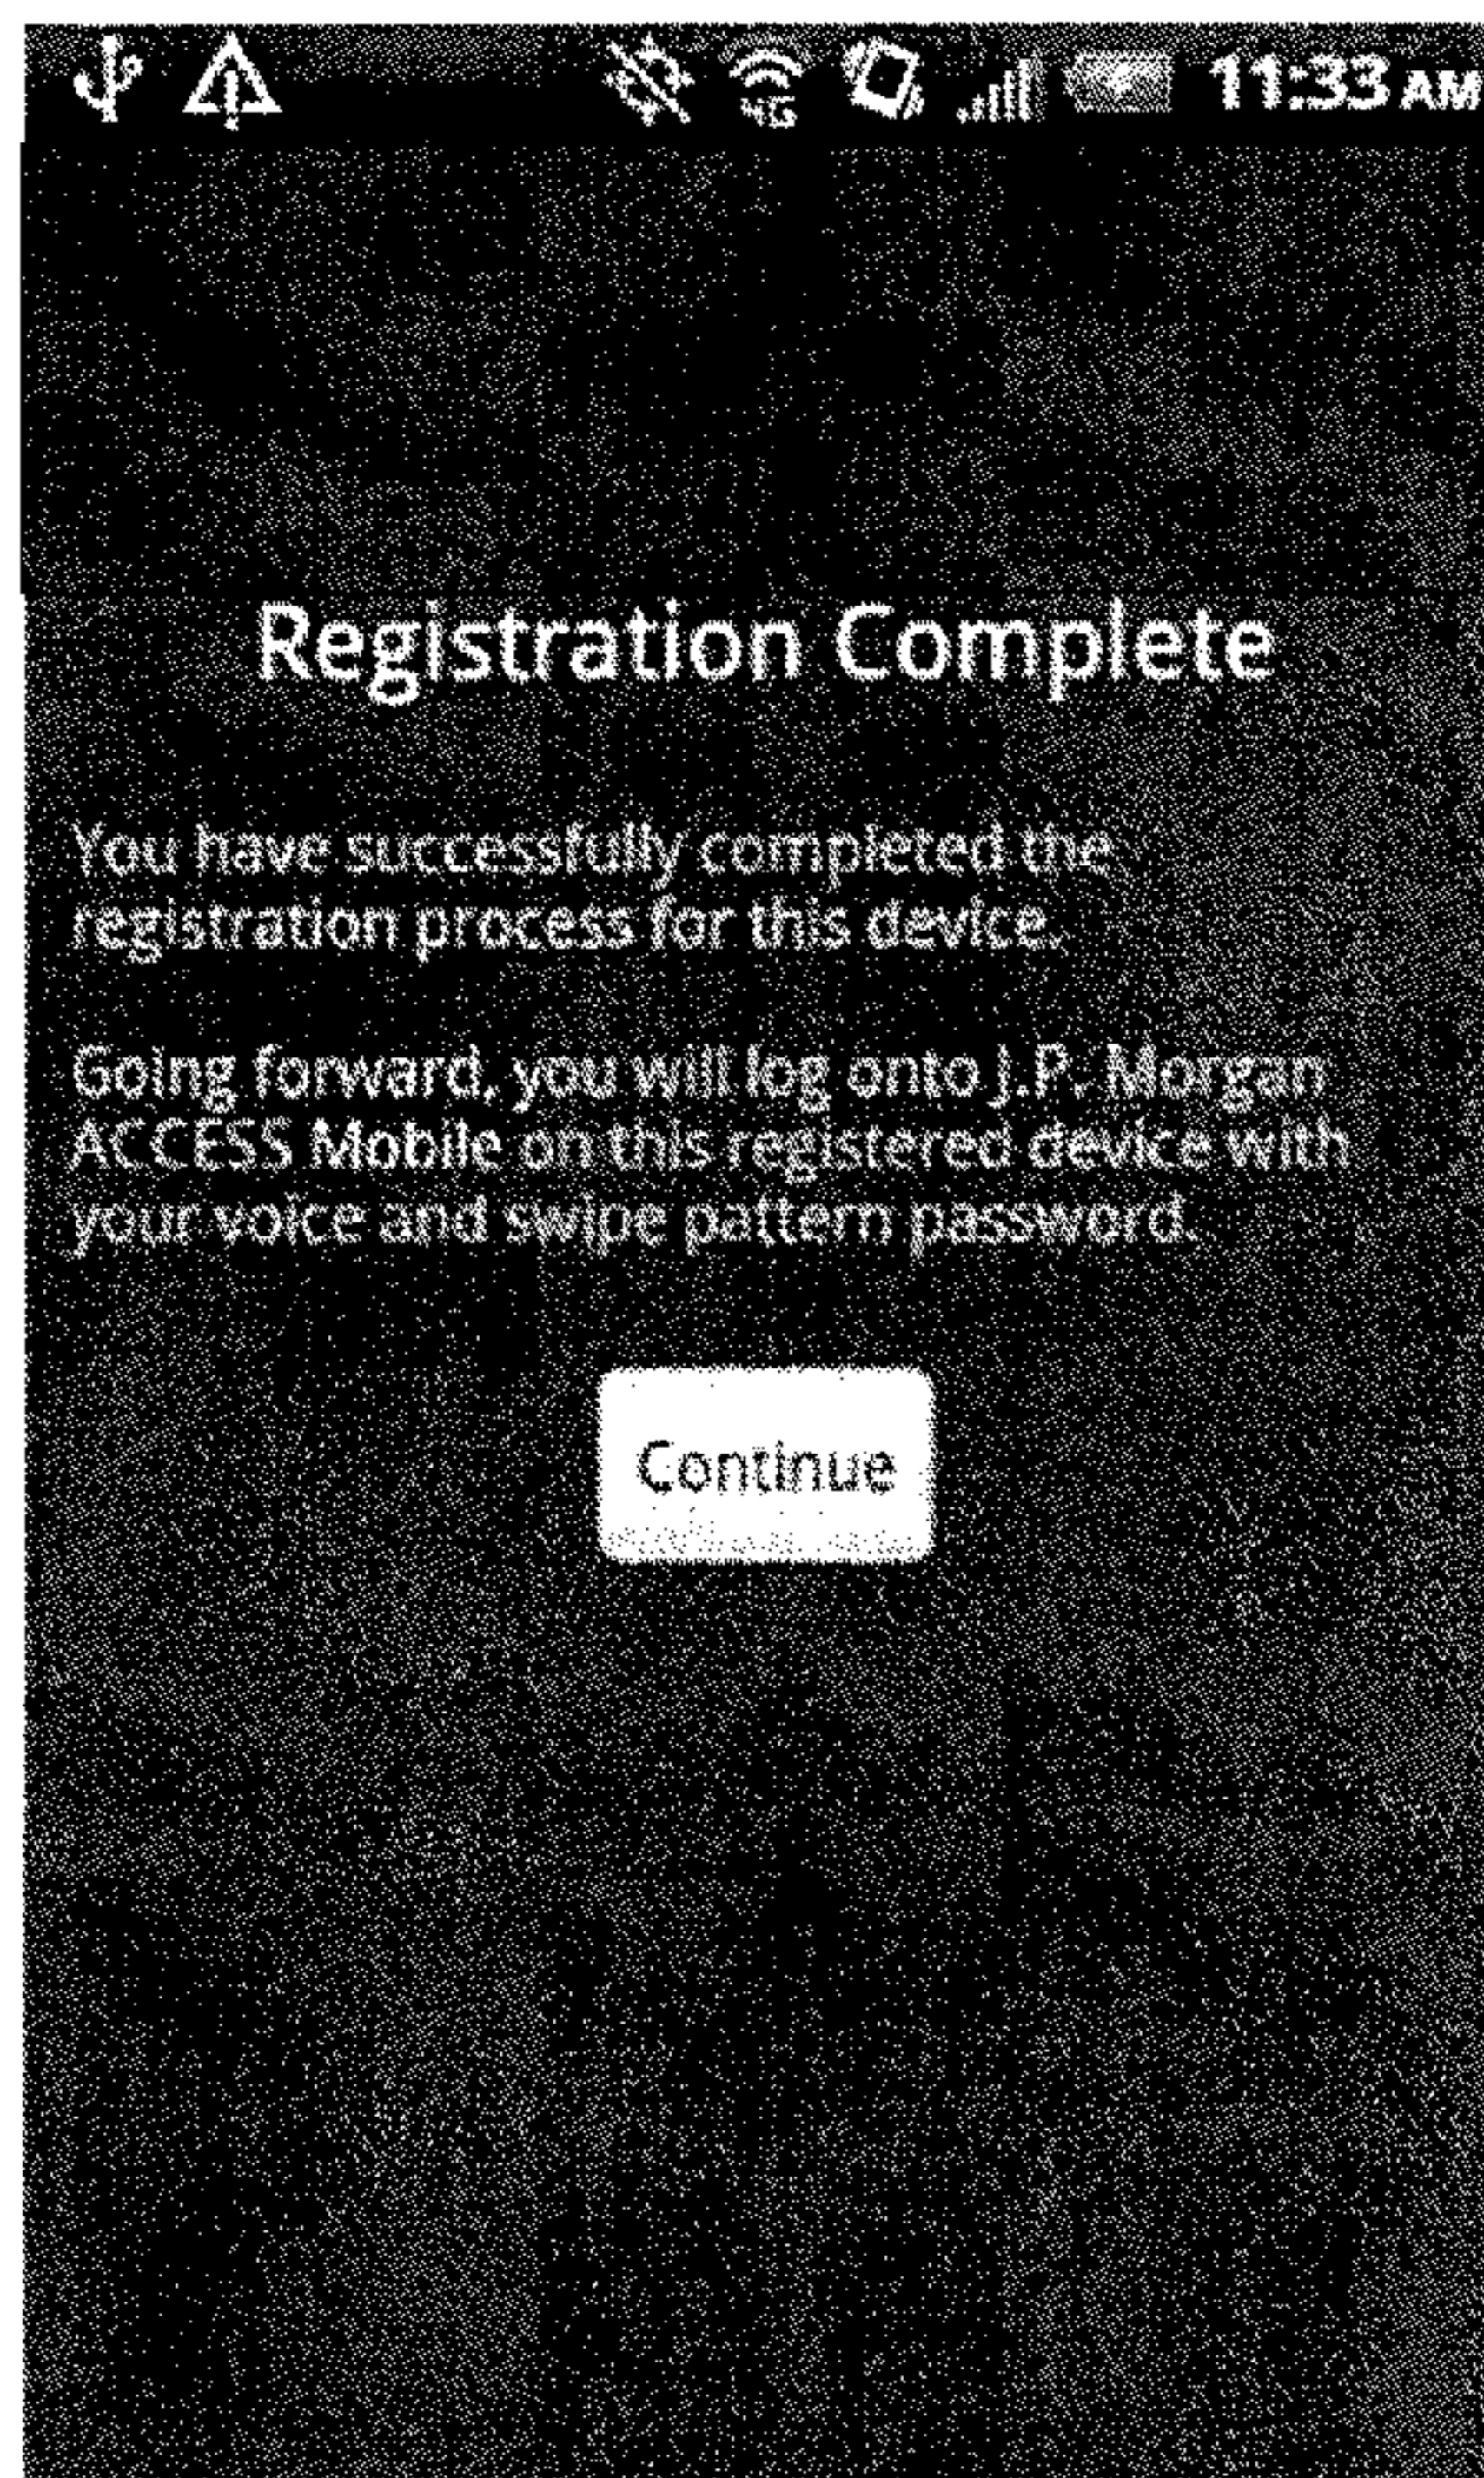 4G 11:33 AM
Registration Complete
You have successfully completed the
registration process for this device.
Going forward, you will log onto J.P. Morgan
ACCESS Mobile on this registered device with
your voice and swipe pattern password.
Continue